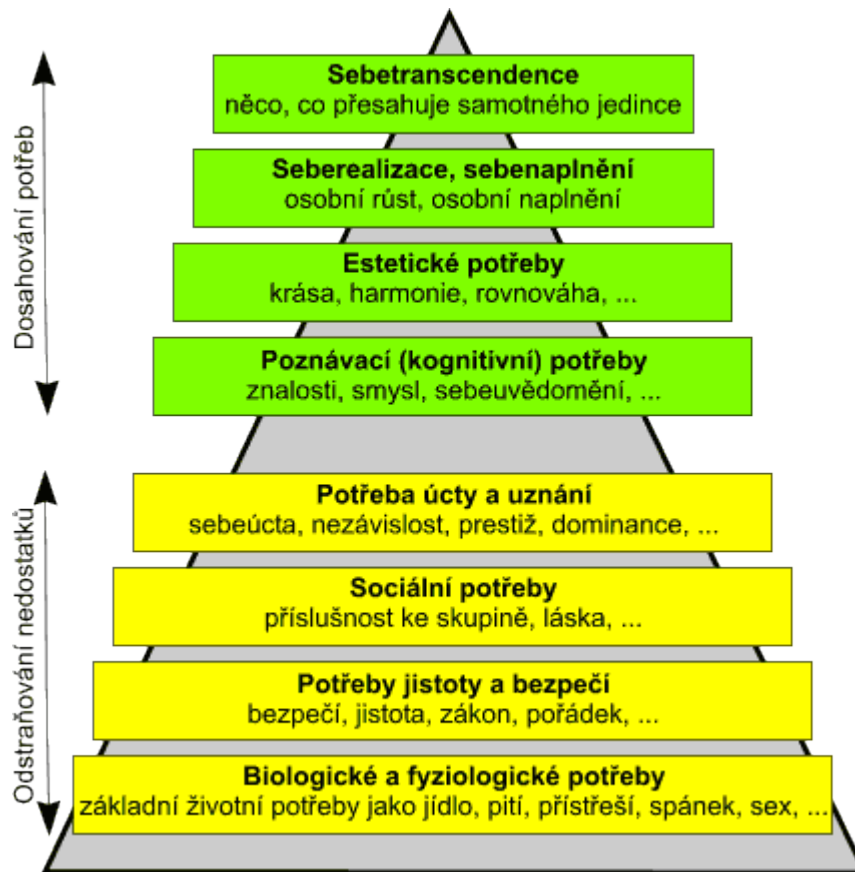 Sebetranscendence
něco, co přesahuje samotného jedince
Seberealizace, sebenaplnění
osobní růst, osobní naplnění
Estetické potřeby
krása, harmonie, rovnováha, ...
Poznávací (kognitivní) potřeby
znalosti, smysl, sebeuvědomění, ...
Dosahování potřeb
Potřeba úcty a uznání
sebeúcta, nezávislost, prestiž, dominance, ...
Sociální potřeby
příslušnost ke skupině, láska, ...
Potřeby jistoty a bezpečí
bezpečí, jistota, zákon, pořádek, ...
Biologické a fyziologické potřeby
základní životní potřeby jako jídlo, pití, přístřeší, spánek, sex, ...
Odstraňování nedostatků